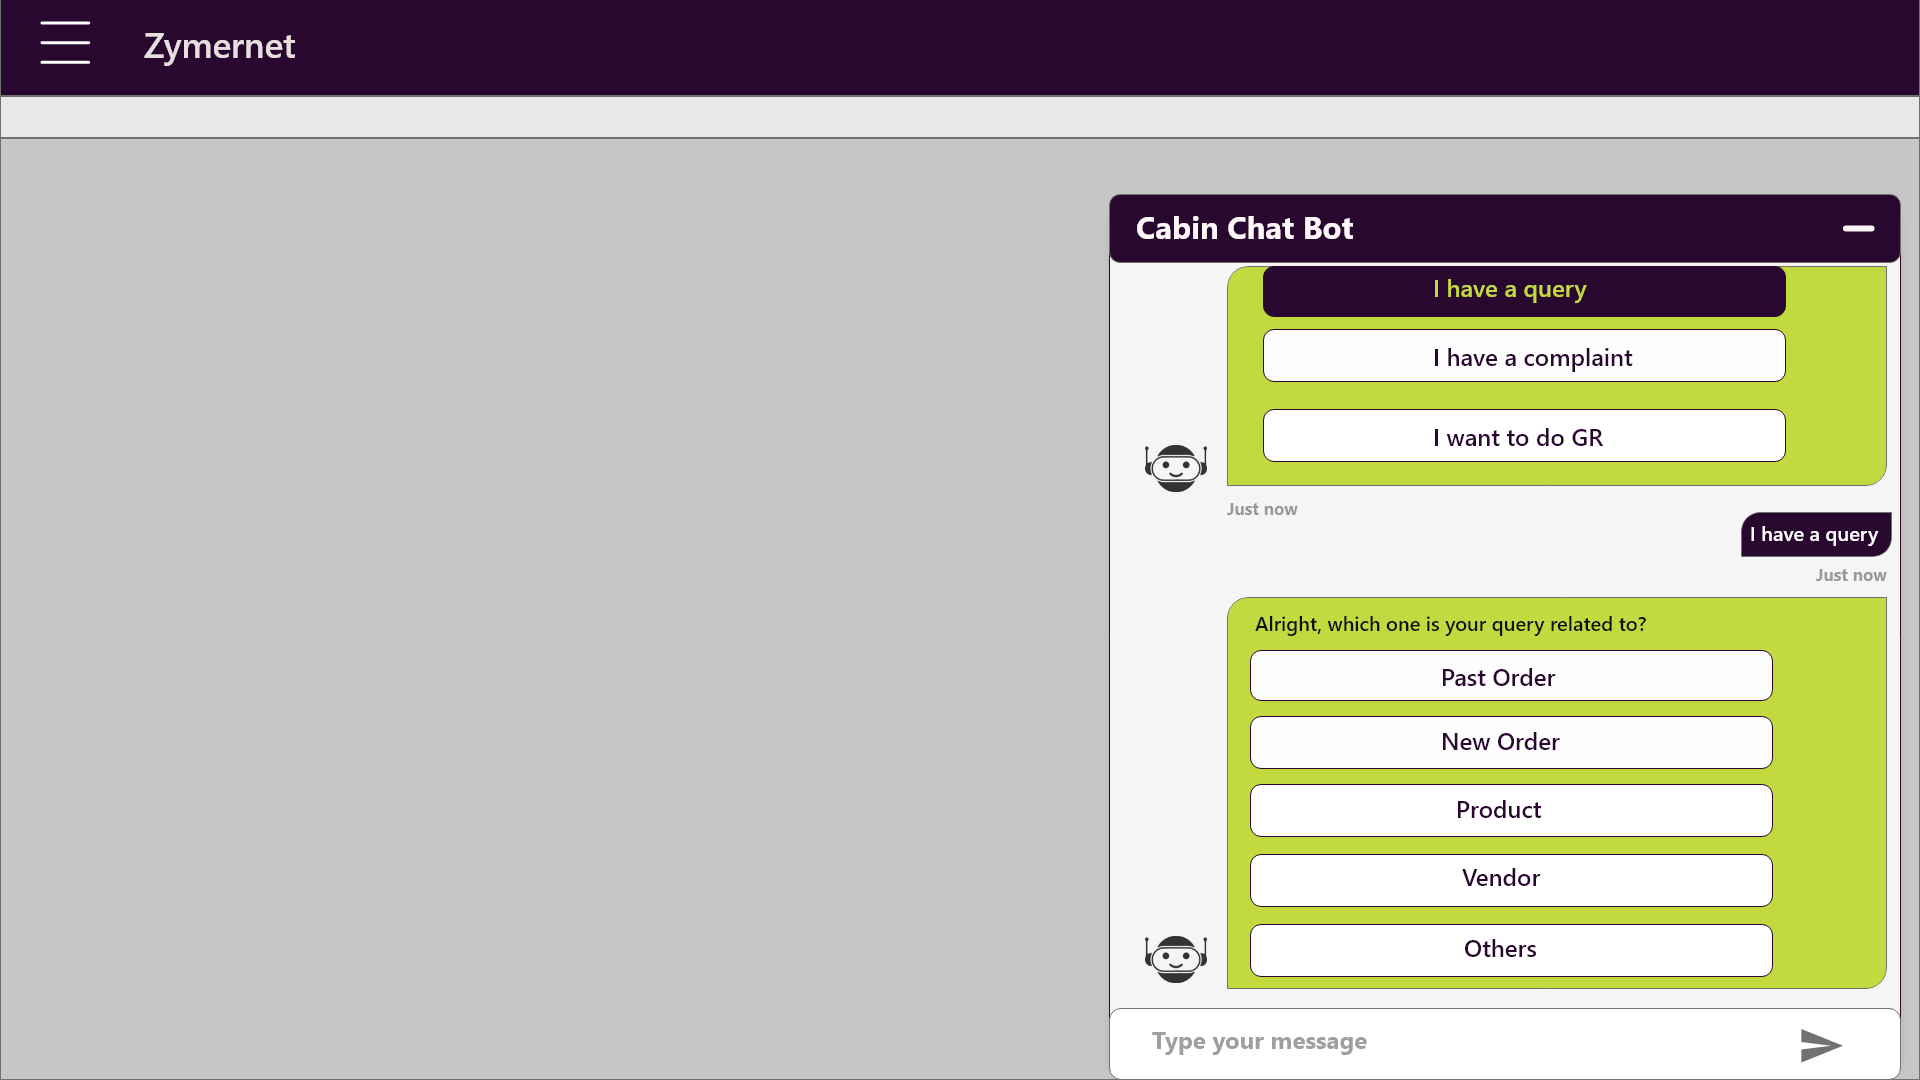 Zymernet
Cabin Chat Bot
I have a query
I have a complaint
I want to do GR
Just now
I have a query
Just now
Alright, which one is your query related to?
Past Order
New Order
Product
Vendor
Others
Type your message